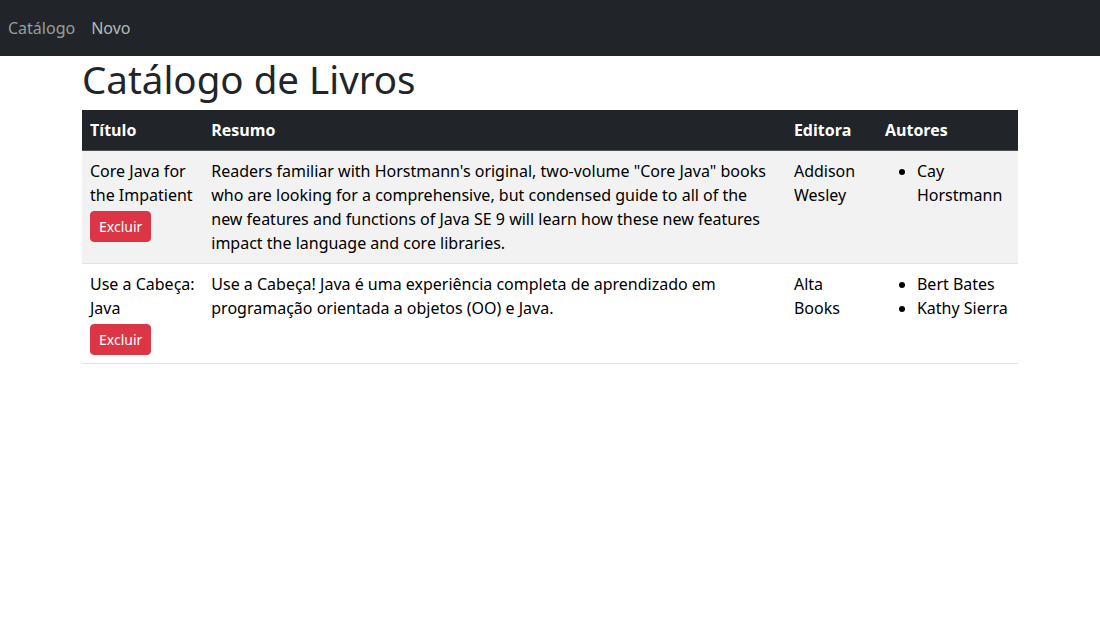 Catálogo Novo
Catálogo de Livros
Título Resumo Editora Autores
Core Java for
the Impatient
Excluir
Readers familiar with Horstmann's original, two-volume "Core Java" books
who are looking for a comprehensive, but condensed guide to all of the
new features and functions of Java SE 9 will learn how these new features
impact the language and core libraries.
Addison
Wesley
Cay
Horstmann
Use a Cabeça:
Java
Excluir
Use a Cabeça! Java é uma experiência completa de aprendizado em
programação orientada a objetos (OO) e Java.
Alta
Books
Bert Bates
Kathy Sierra